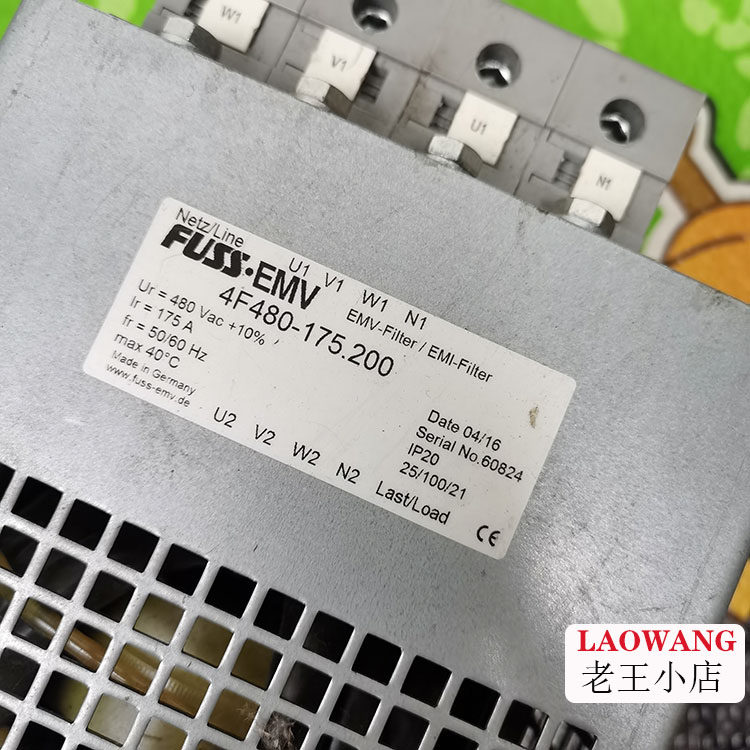 W1
V1
U1
N1
Netz/Line
U1 V1 W1 N1
FUSS-EMV
EMV-Filter / EMI-Filter
4F480-175.200
Ur = 480 Vac +10%
Ir = 175 A
fr = 50/60 Hz
max 40°C
Made in Germany
www.fuss-emv.de
Date 04/16
Serial No.60824
IP20
25/100/21
U2 V2 W2 N2
Last/Load
CE
LAOWANG
老王小店